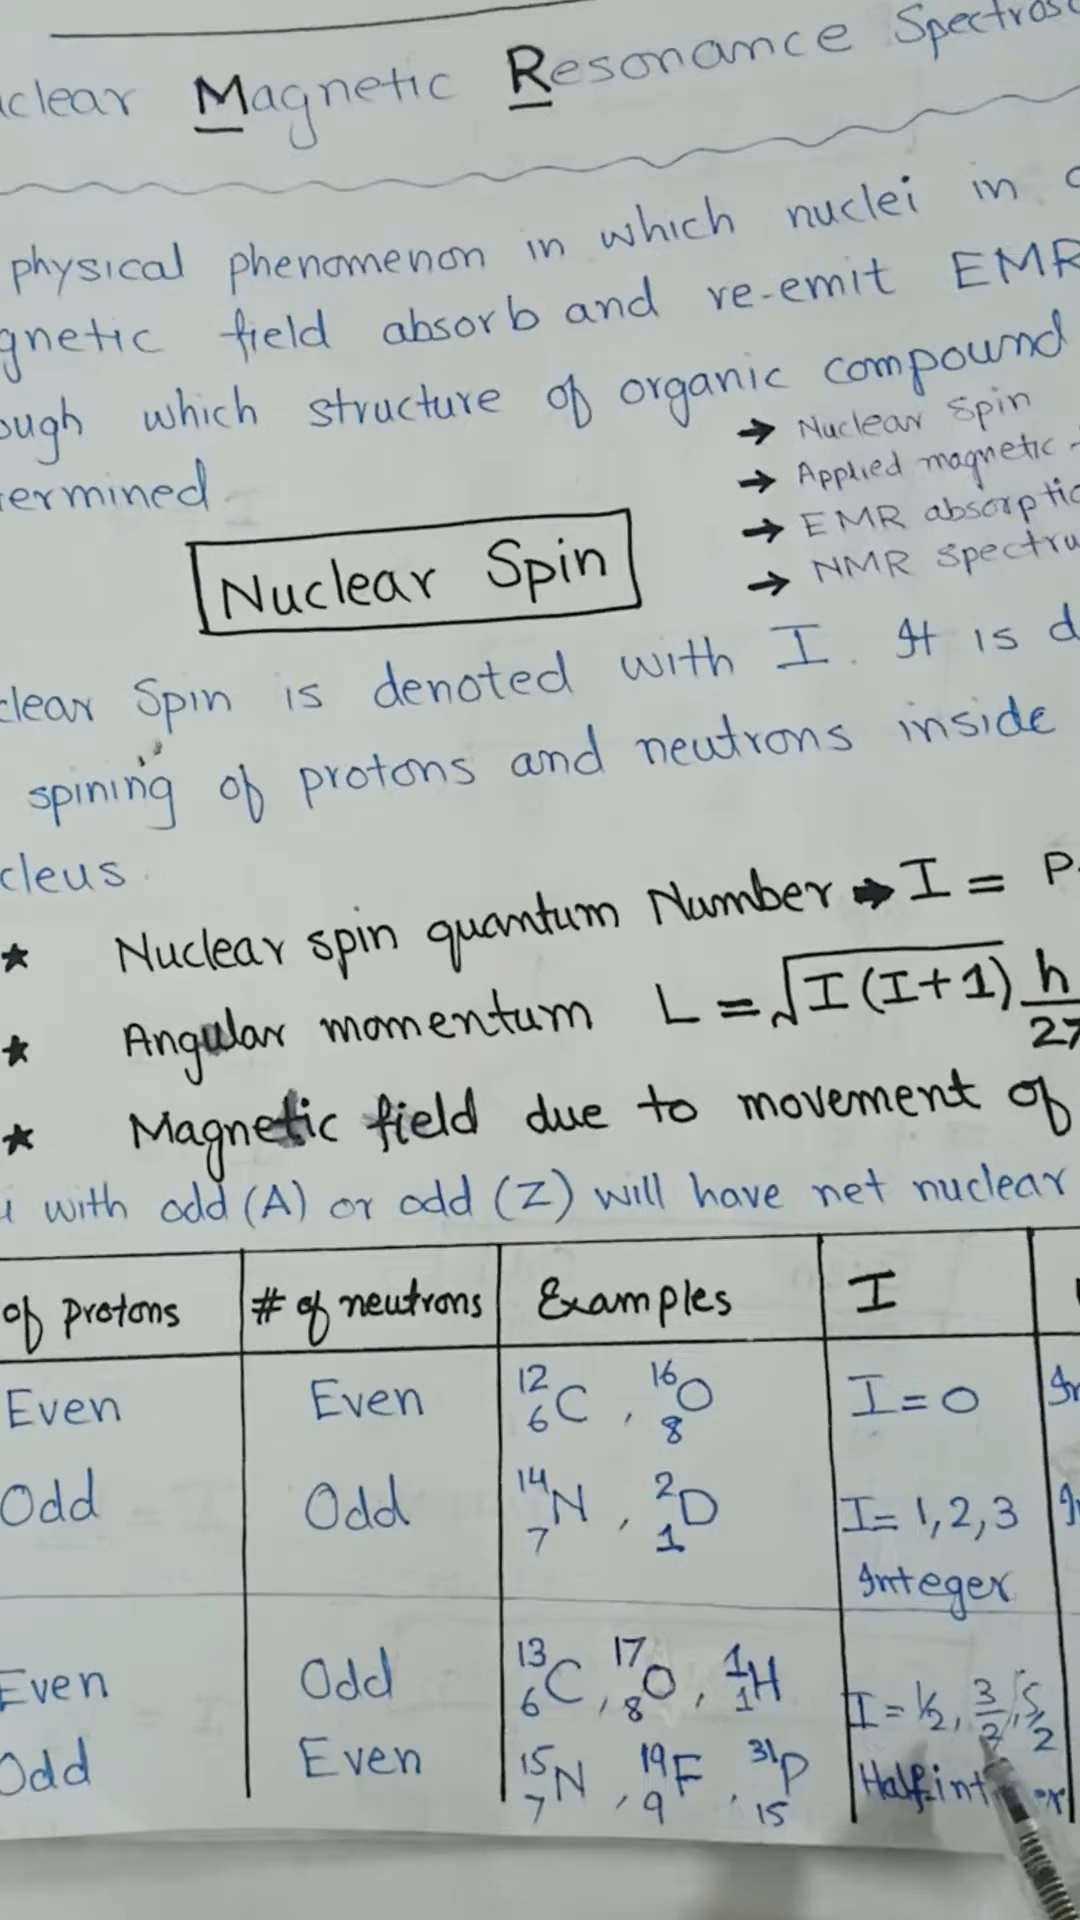 clear Magnetic Resonance Spectros
physical phenomenon in which nuclei in a
gnetic field absorb and re-emit EMR
ough which structure of organic compound
ermined
→ Nuclear Spin
→ Applied magnetic
→ EMR absorptio
→ NMR spectru
Nuclear Spin
clear Spin is denoted with I. It is d
spining of protons and neutrons inside
cleus.
★ Nuclear spin quantum Number → I = P
★ Angular momentum L = √I(I+1) h/2π
★ Magnetic field due to movement of
i with odd (A) or odd (Z) will have net nuclear
of protons # of neutrons Examples I
Even Even ¹²₆C , ¹⁶₈O I = 0
Odd Odd ¹⁴₇N , ²₁D I = 1, 2, 3
Integer
Even Odd ¹³₆C , ¹⁷₈O , ¹₁H I = ½, 3/2, 5/2
Odd Even ¹⁵₇N , ¹⁹₉F , ³¹₁₅P